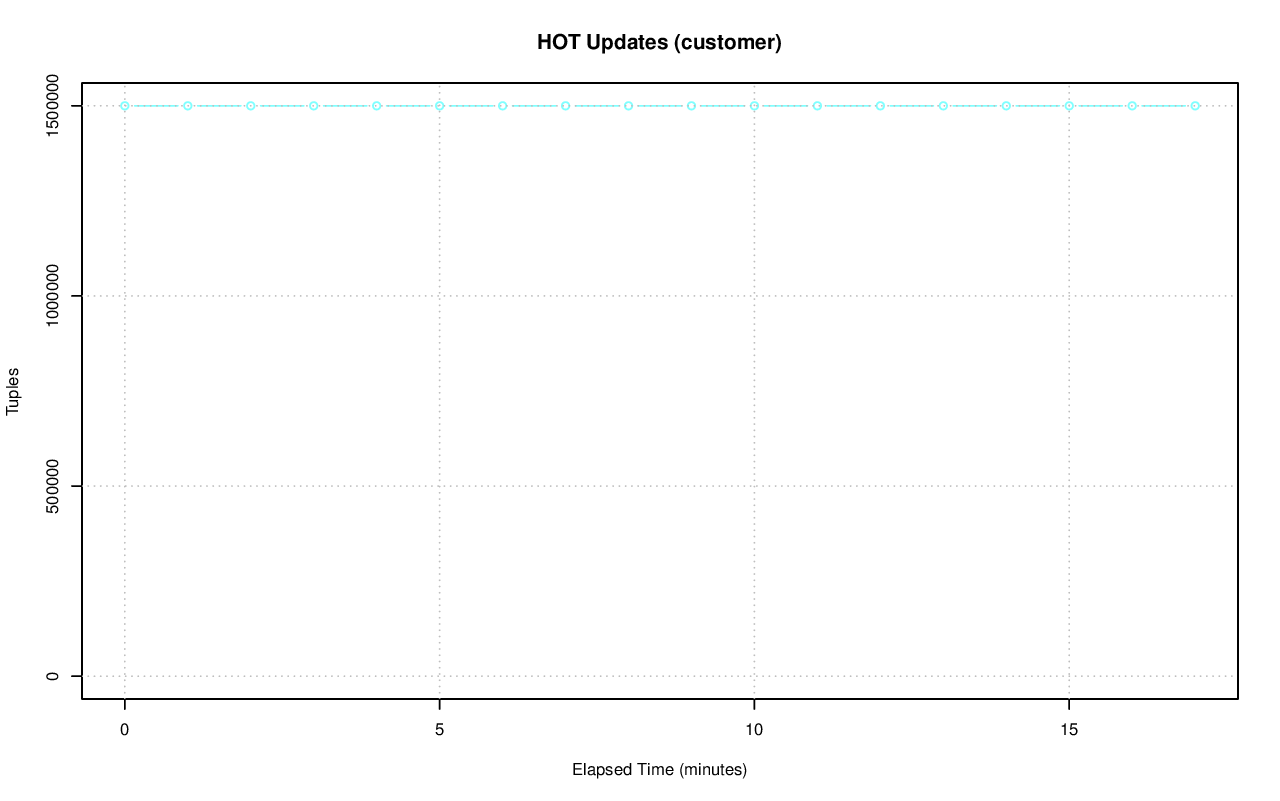 HOT Updates (customer)
1500000
1000000
500000
0
Tuples
0 5 10 15
Elapsed Time (minutes)